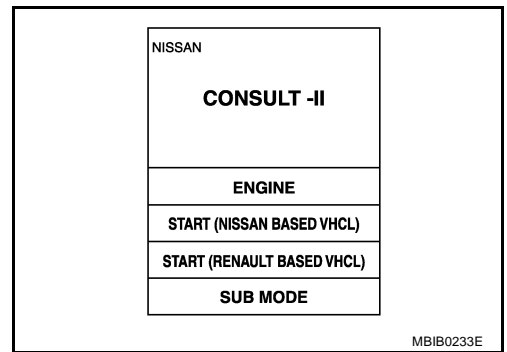 NISSAN
CONSULT -II
ENGINE
START (NISSAN BASED VHCL)
START (RENAULT BASED VHCL)
SUB MODE
MBIB0233E